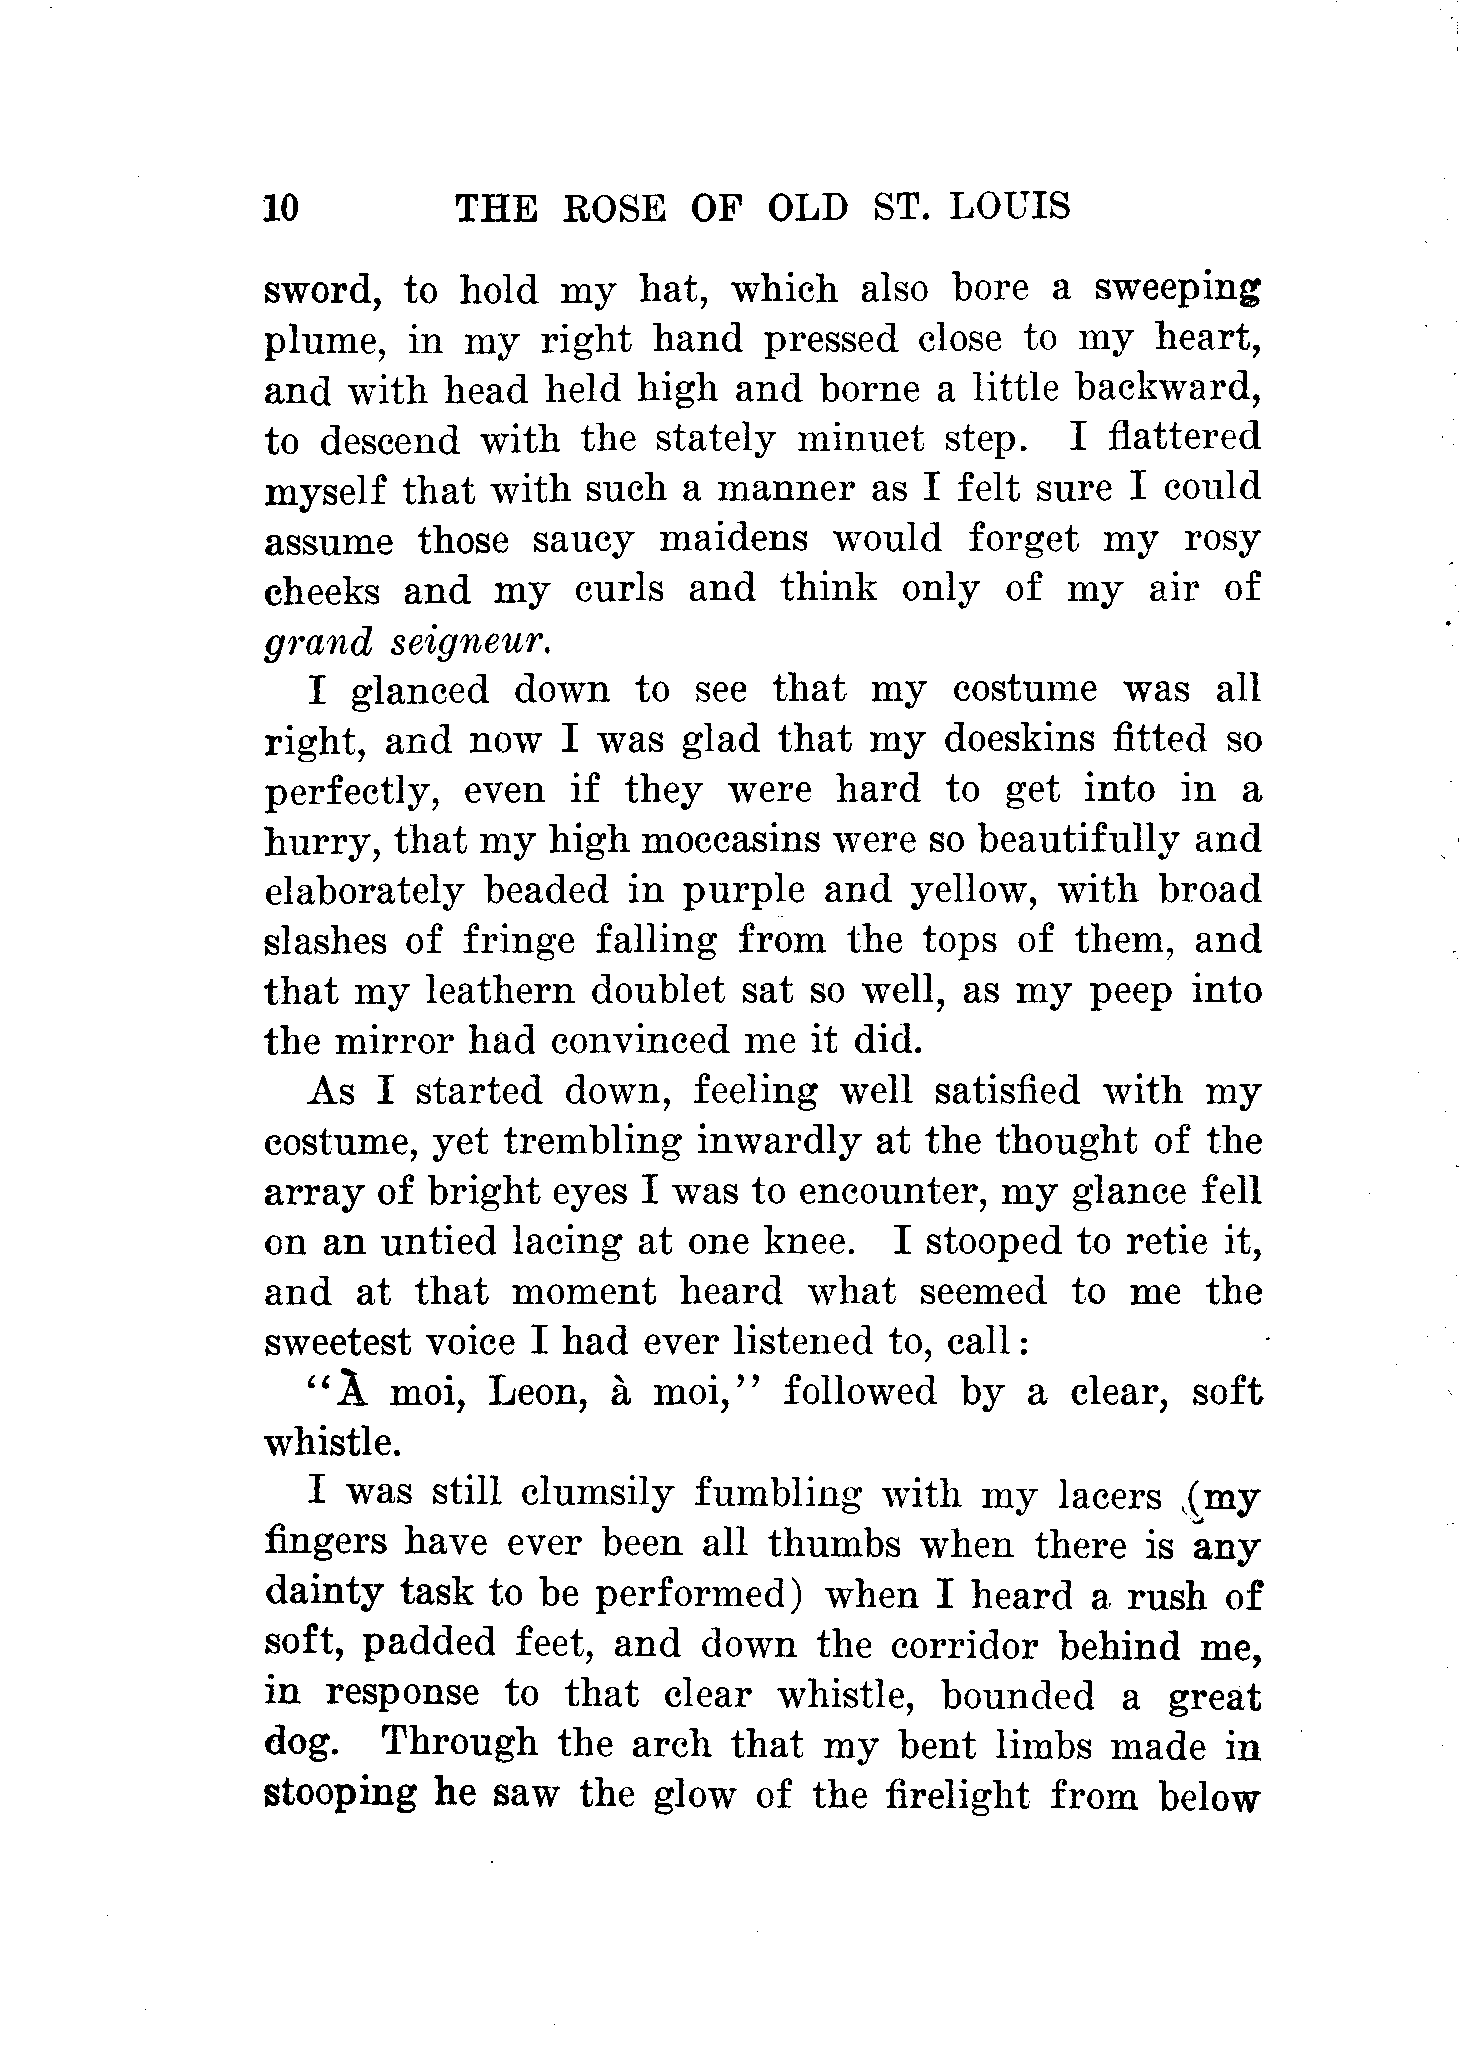 10 THE ROSE OF OLD ST. LOUIS
sword, to hold my hat, which also bore a sweeping
plume, in my right hand pressed close to my heart,
and with head held high and borne a little backward,
to descend with the stately minuet step. I flattered
myself that with such a manner as I felt sure I could
assume those saucy maidens would forget my rosy
cheeks and my curls and think only of my air of
grand seigneur.
I glanced down to see that my costume was all
right, and now I was glad that my doeskins fitted so
perfectly, even if they were hard to get into in a
hurry, that my high moccasins were so beautifully and
elaborately beaded in purple and yellow, with broad
slashes of fringe falling from the tops of them, and
that my leathern doublet sat so well, as my peep into
the mirror had convinced me it did.
As I started down, feeling well satisfied with my
costume, yet trembling inwardly at the thought of the
array of bright eyes I was to encounter, my glance fell
on an untied lacing at one knee. I stooped to retie it,
and at that moment heard what seemed to me the
sweetest voice I had ever listened to, call:
"À moi, Leon, à moi," followed by a clear, soft
whistle.
I was still clumsily fumbling with my lacers (my
fingers have ever been all thumbs when there is any
dainty task to be performed) when I heard a rush of
soft, padded feet, and down the corridor behind me,
in response to that clear whistle, bounded a great
dog. Through the arch that my bent limbs made in
stooping he saw the glow of the firelight from below